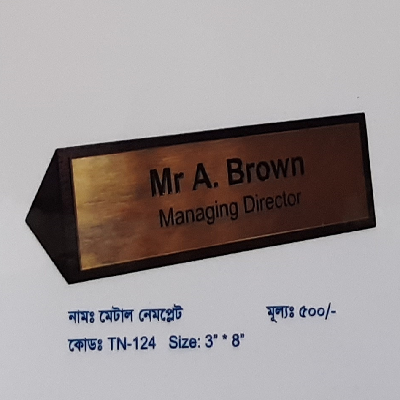 Mr A. Brown
Managing Director
নামঃ মেটাল নেমপ্লেট মূল্যঃ ৫০০/-
কোডঃ TN-124 Size: 3" * 8"